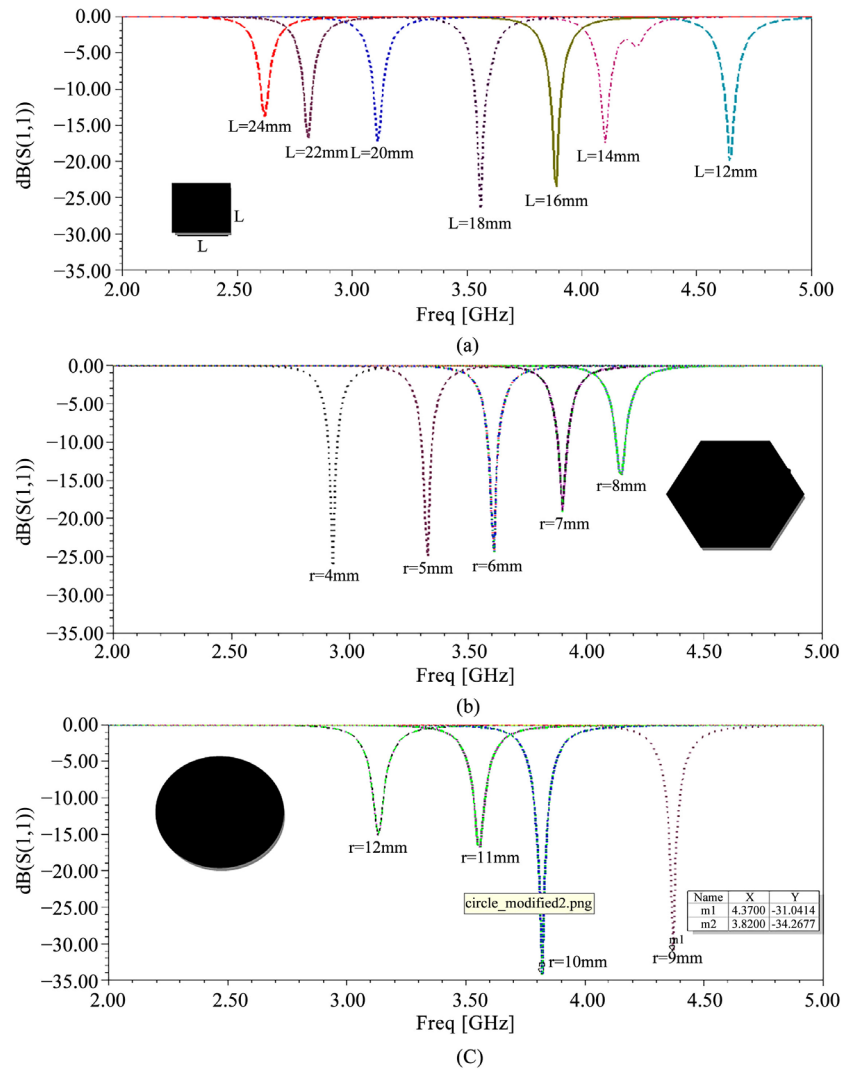 0.00
−5.00
−10.00
−15.00
−20.00
−25.00
−30.00
−35.00
dB(S(1,1))
L=24mm
L=22mm
L=20mm
L=18mm
L=16mm
L=14mm
L=12mm
L
L
2.00 2.50 3.00 3.50 4.00 4.50 5.00
Freq [GHz]
(a)
0.00
−5.00
−10.00
−15.00
−20.00
−25.00
−30.00
−35.00
dB(S(1,1))
r=4mm
r=5mm
r=6mm
r=7mm
r=8mm
2.00 2.50 3.00 3.50 4.00 4.50 5.00
Freq [GHz]
(b)
0.00
−5.00
−10.00
−15.00
−20.00
−25.00
−30.00
−35.00
dB(S(1,1))
r=12mm
r=11mm
circle_modified2.png
r=10mm
m1
r=9mm
Name X Y
m1 4.3700 -31.0414
m2 3.8200 -34.2677
2.00 2.50 3.00 3.50 4.00 4.50 5.00
Freq [GHz]
(C)